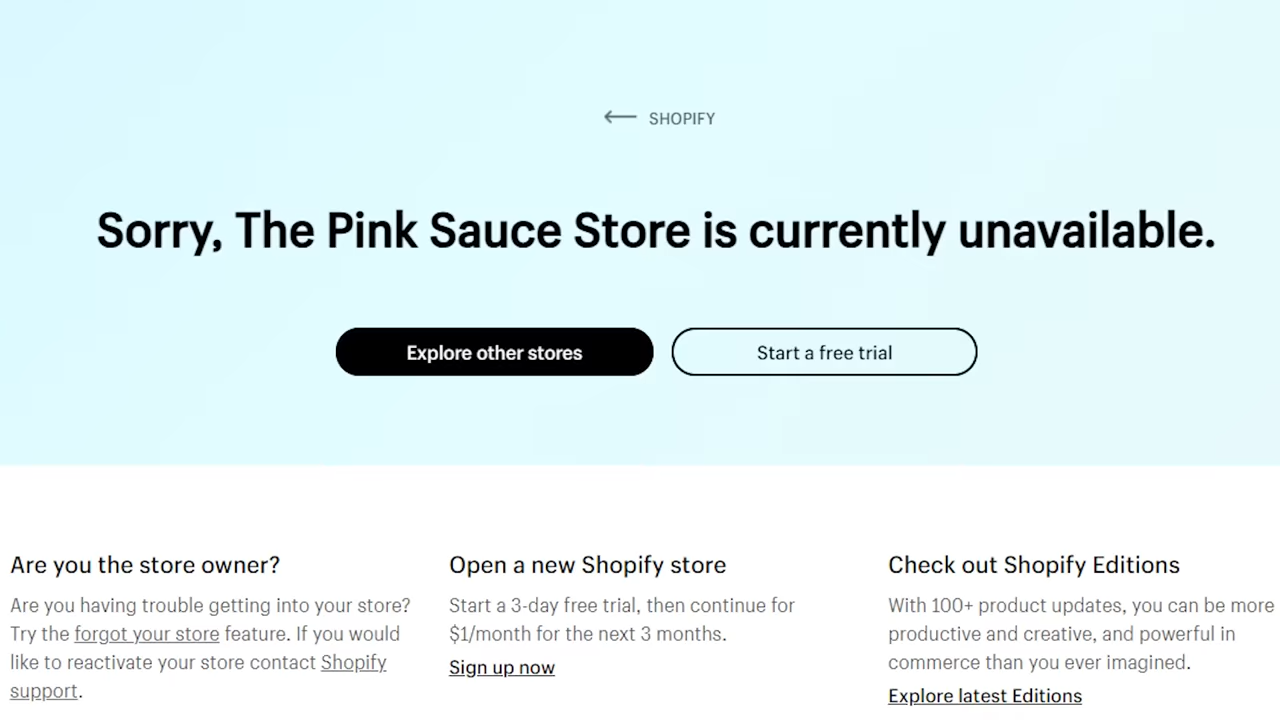 SHOPIFY
Sorry, The Pink Sauce Store is currently unavailable.
Explore other stores
Start a free trial
Are you the store owner?
Are you having trouble getting into your store?
Try the forgot your store feature. If you would
like to reactivate your store contact Shopify
support.
Open a new Shopify store
Start a 3-day free trial, then continue for
$1/month for the next 3 months.
Sign up now
Check out Shopify Editions
With 100+ product updates, you can be more
productive and creative, and powerful in
commerce than you ever imagined.
Explore latest Editions